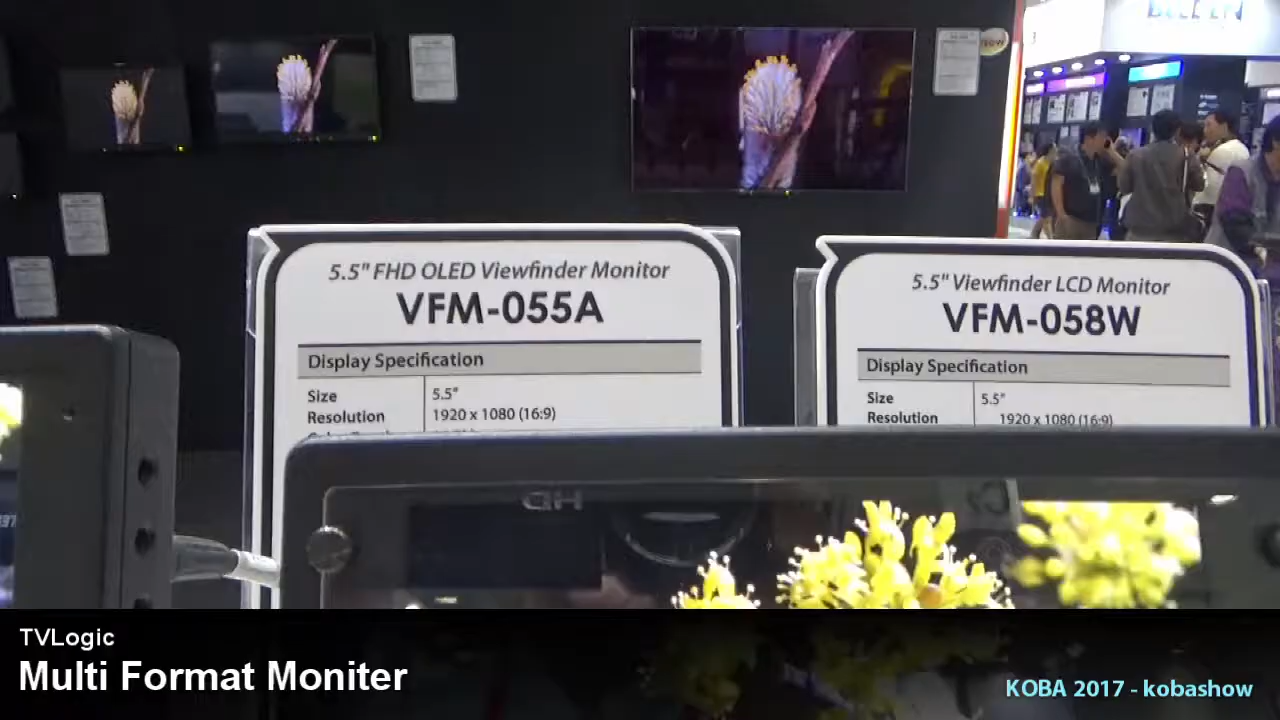 5.5" FHD OLED Viewfinder Monitor
VFM-055A
Display Specification
Size 5.5"
Resolution 1920 x 1080 (16:9)
5.5" Viewfinder LCD Monitor
VFM-058W
Display Specification
Size 5.5"
Resolution 1920 x 1080 (16:9)
TVLogic
Multi Format Moniter
KOBA 2017 - kobashow